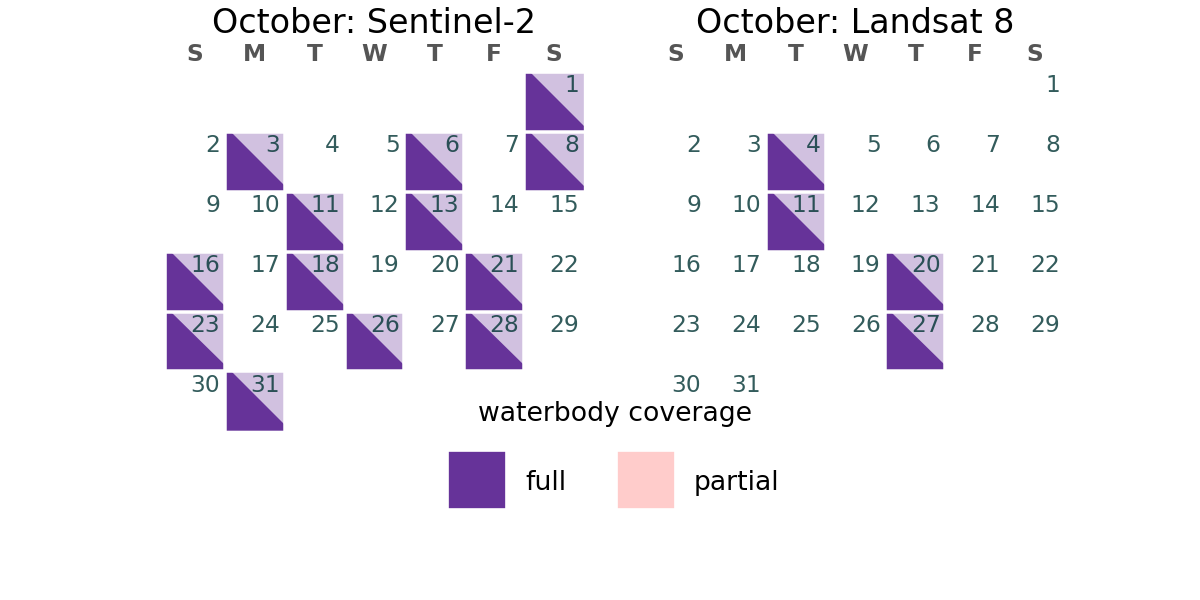 October: Sentinel-2
S M T W T F S
1
2 3 4 5 6 7 8
9 10 11 12 13 14 15
16 17 18 19 20 21 22
23 24 25 26 27 28 29
30 31
October: Landsat 8
S M T W T F S
1
2 3 4 5 6 7 8
9 10 11 12 13 14 15
16 17 18 19 20 21 22
23 24 25 26 27 28 29
30 31
waterbody coverage
full partial